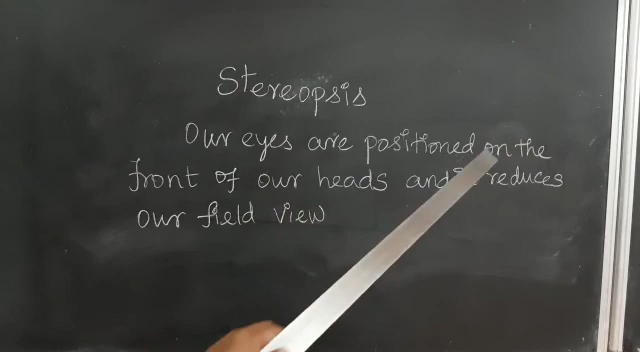 Stereopsis
Our eyes are positioned on the
front of our heads and reduces
our field view